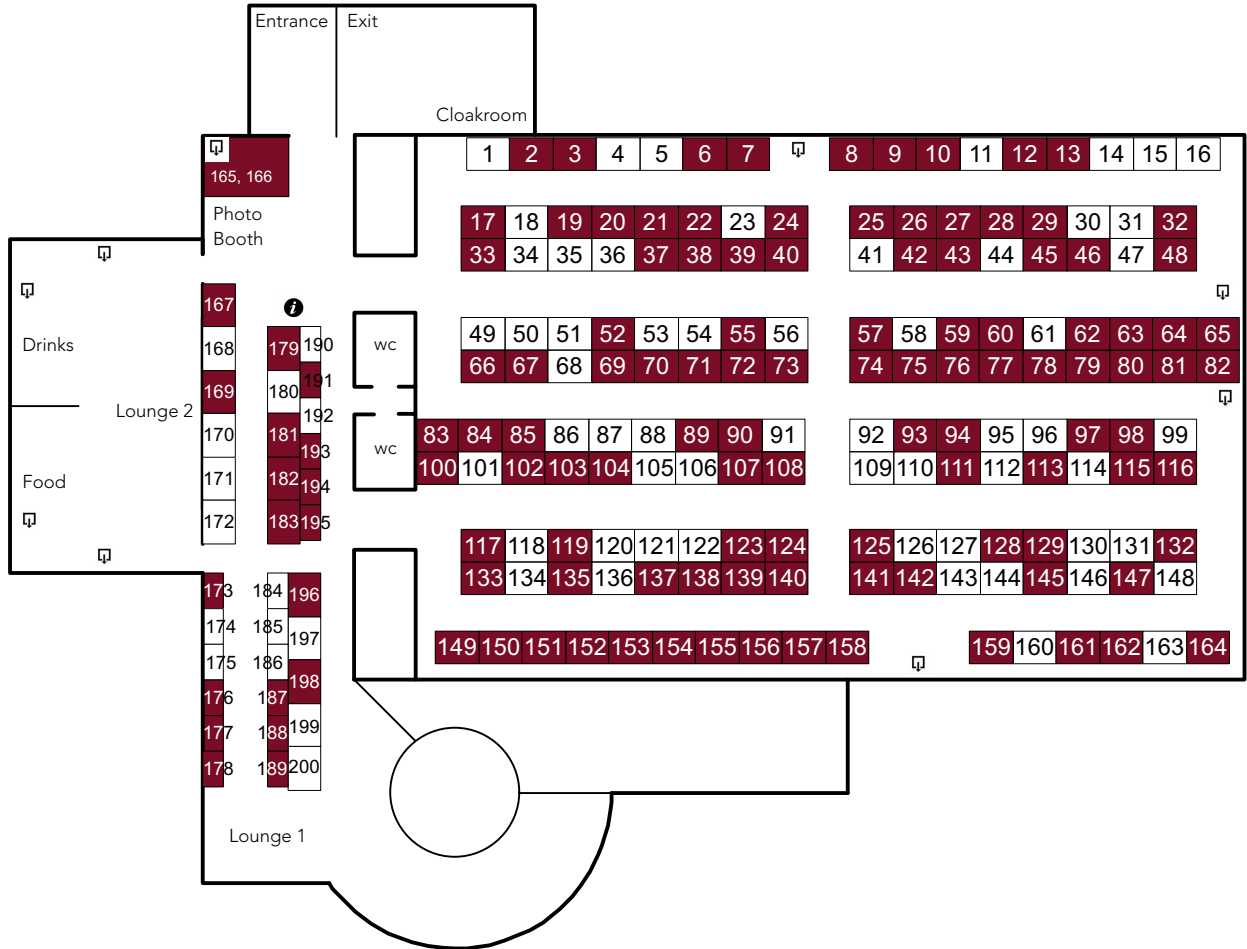 Entrance Exit
Cloakroom
1 2 3 4 5 6 7 8 9 10 11 12 13 14 15 16
165, 166
Photo
Booth
17 18 19 20 21 22 23 24 25 26 27 28 29 30 31 32
33 34 35 36 37 38 39 40 41 42 43 44 45 46 47 48
i
Drinks
Lounge 2
Food
167
168
169
170
171
172
179
180
181
182
183
190
191
192
193
194
195
wc
wc
49 50 51 52 53 54 55 56 57 58 59 60 61 62 63 64 65
66 67 68 69 70 71 72 73 74 75 76 77 78 79 80 81 82
83 84 85 86 87 88 89 90 91 92 93 94 95 96 97 98 99
100 101 102 103 104 105 106 107 108 109 110 111 112 113 114 115 116
117 118 119 120 121 122 123 124 125 126 127 128 129 130 131 132
133 134 135 136 137 138 139 140 141 142 143 144 145 146 147 148
149 150 151 152 153 154 155 156 157 158 159 160 161 162 163 164
173
174
175
176
177
178
184
185
186
187
188
189
196
197
198
199
200
Lounge 1